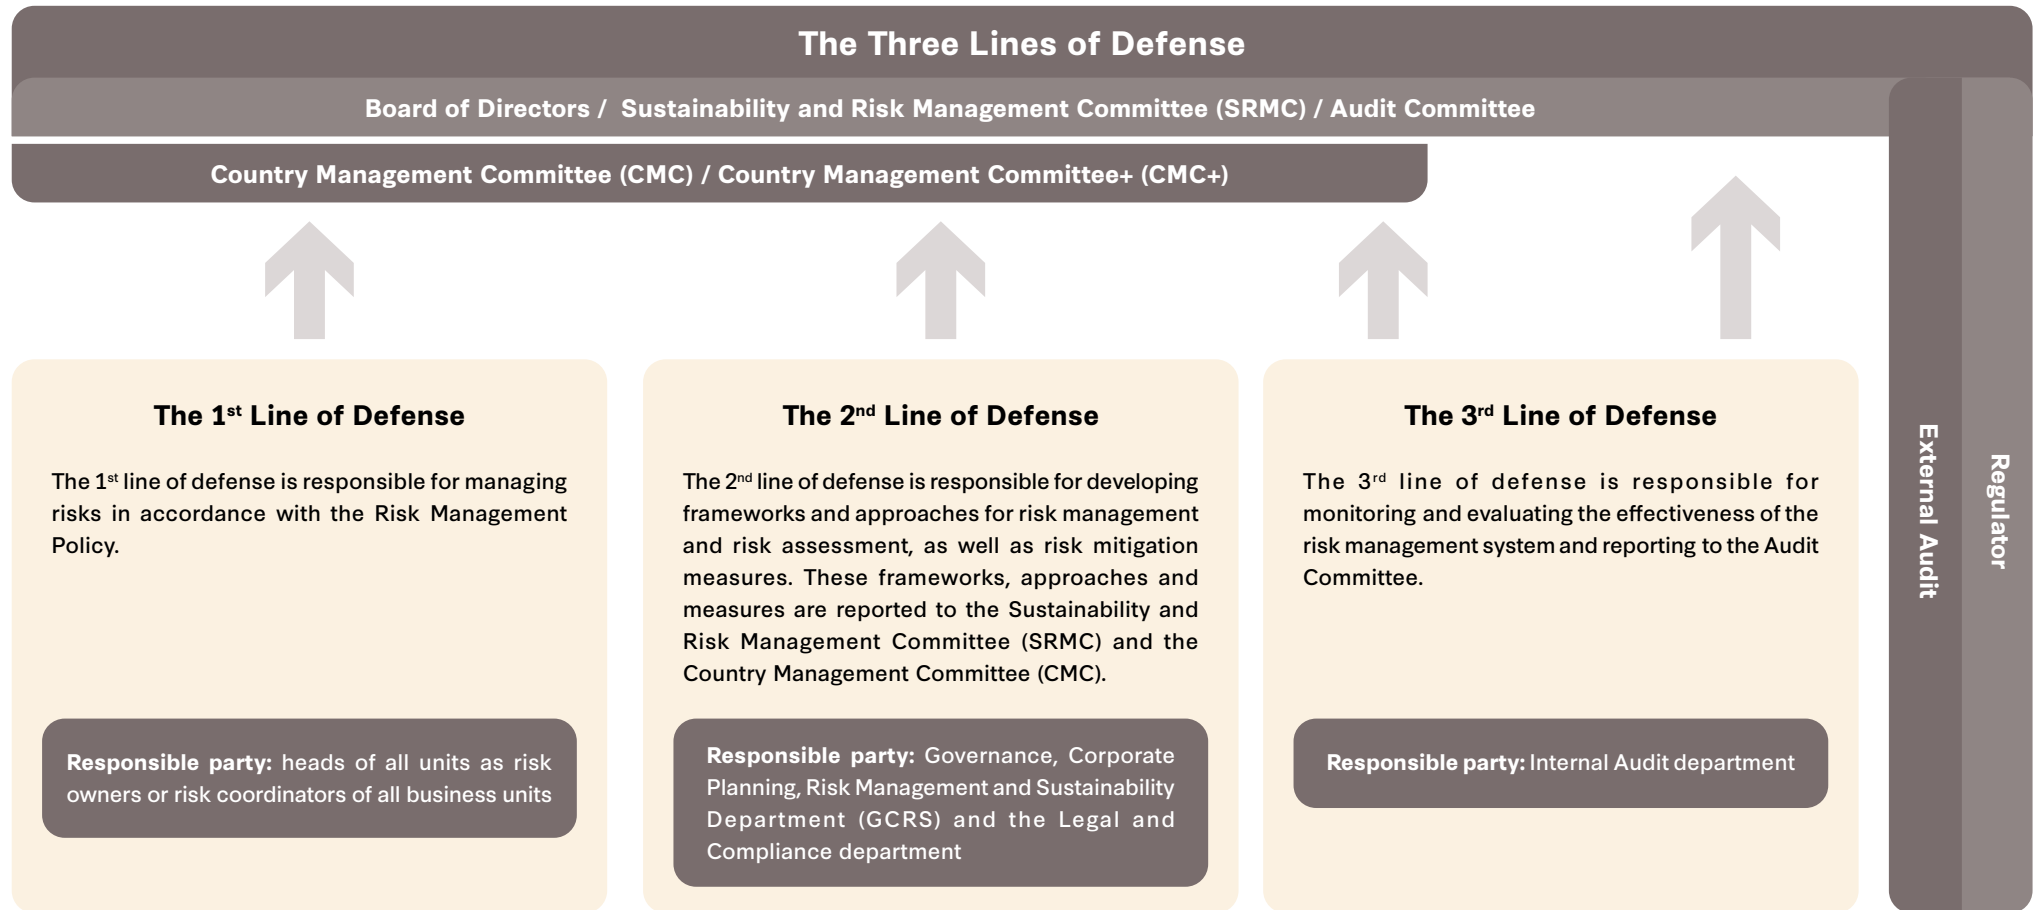 The Three Lines of Defense
Board of Directors / Sustainability and Risk Management Committee (SRMC) / Audit Committee
Country Management Committee (CMC) / Country Management Committee+ (CMC+)
The 1st Line of Defense
The 1st line of defense is responsible for managing
risks in accordance with the Risk Management
Policy.
Responsible party: heads of all units as risk
owners or risk coordinators of all business units
The 2nd Line of Defense
The 2nd line of defense is responsible for developing
frameworks and approaches for risk management
and risk assessment, as well as risk mitigation
measures. These frameworks, approaches and
measures are reported to the Sustainability and
Risk Management Committee (SRMC) and the
Country Management Committee (CMC).
Responsible party: Governance, Corporate
Planning, Risk Management and Sustainability
Department (GCRS) and the Legal and
Compliance department
The 3rd Line of Defense
The 3rd line of defense is responsible for
monitoring and evaluating the effectiveness of the
risk management system and reporting to the Audit
Committee.
Responsible party: Internal Audit department
External Audit
Regulator